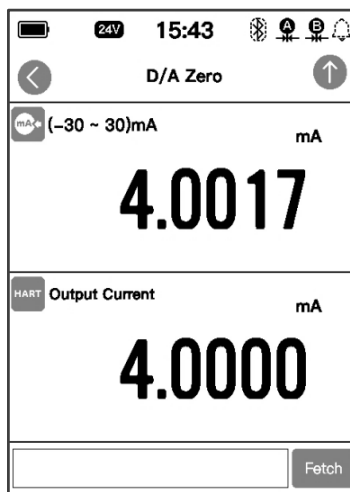 24V 15:43 A B
D/A Zero
mA (-30 ~ 30)mA
mA
4.0017
HART Output Current
mA
4.0000
Fetch